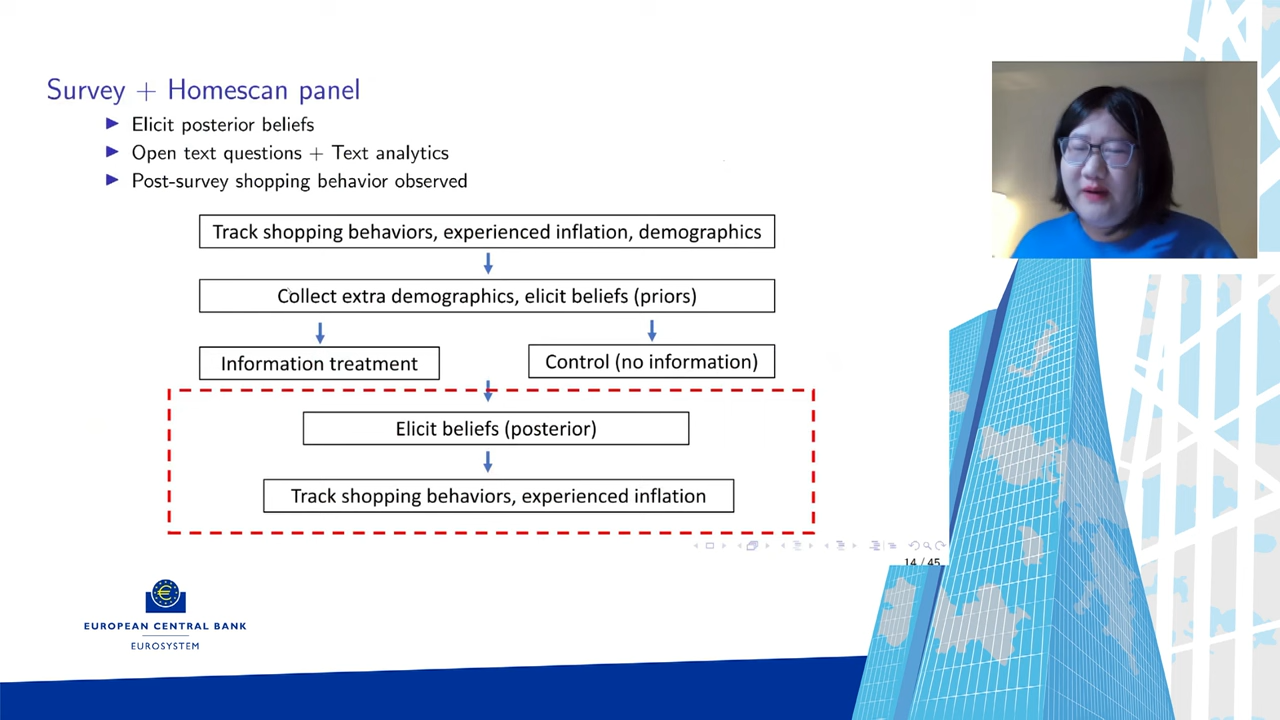 Survey + Homescan panel
Elicit posterior beliefs
Open text questions + Text analytics
Post-survey shopping behavior observed
Track shopping behaviors, experienced inflation, demographics
Collect extra demographics, elicit beliefs (priors)
Information treatment
Control (no information)
Elicit beliefs (posterior)
Track shopping behaviors, experienced inflation
14 / 45
EUROPEAN CENTRAL BANK
EUROSYSTEM